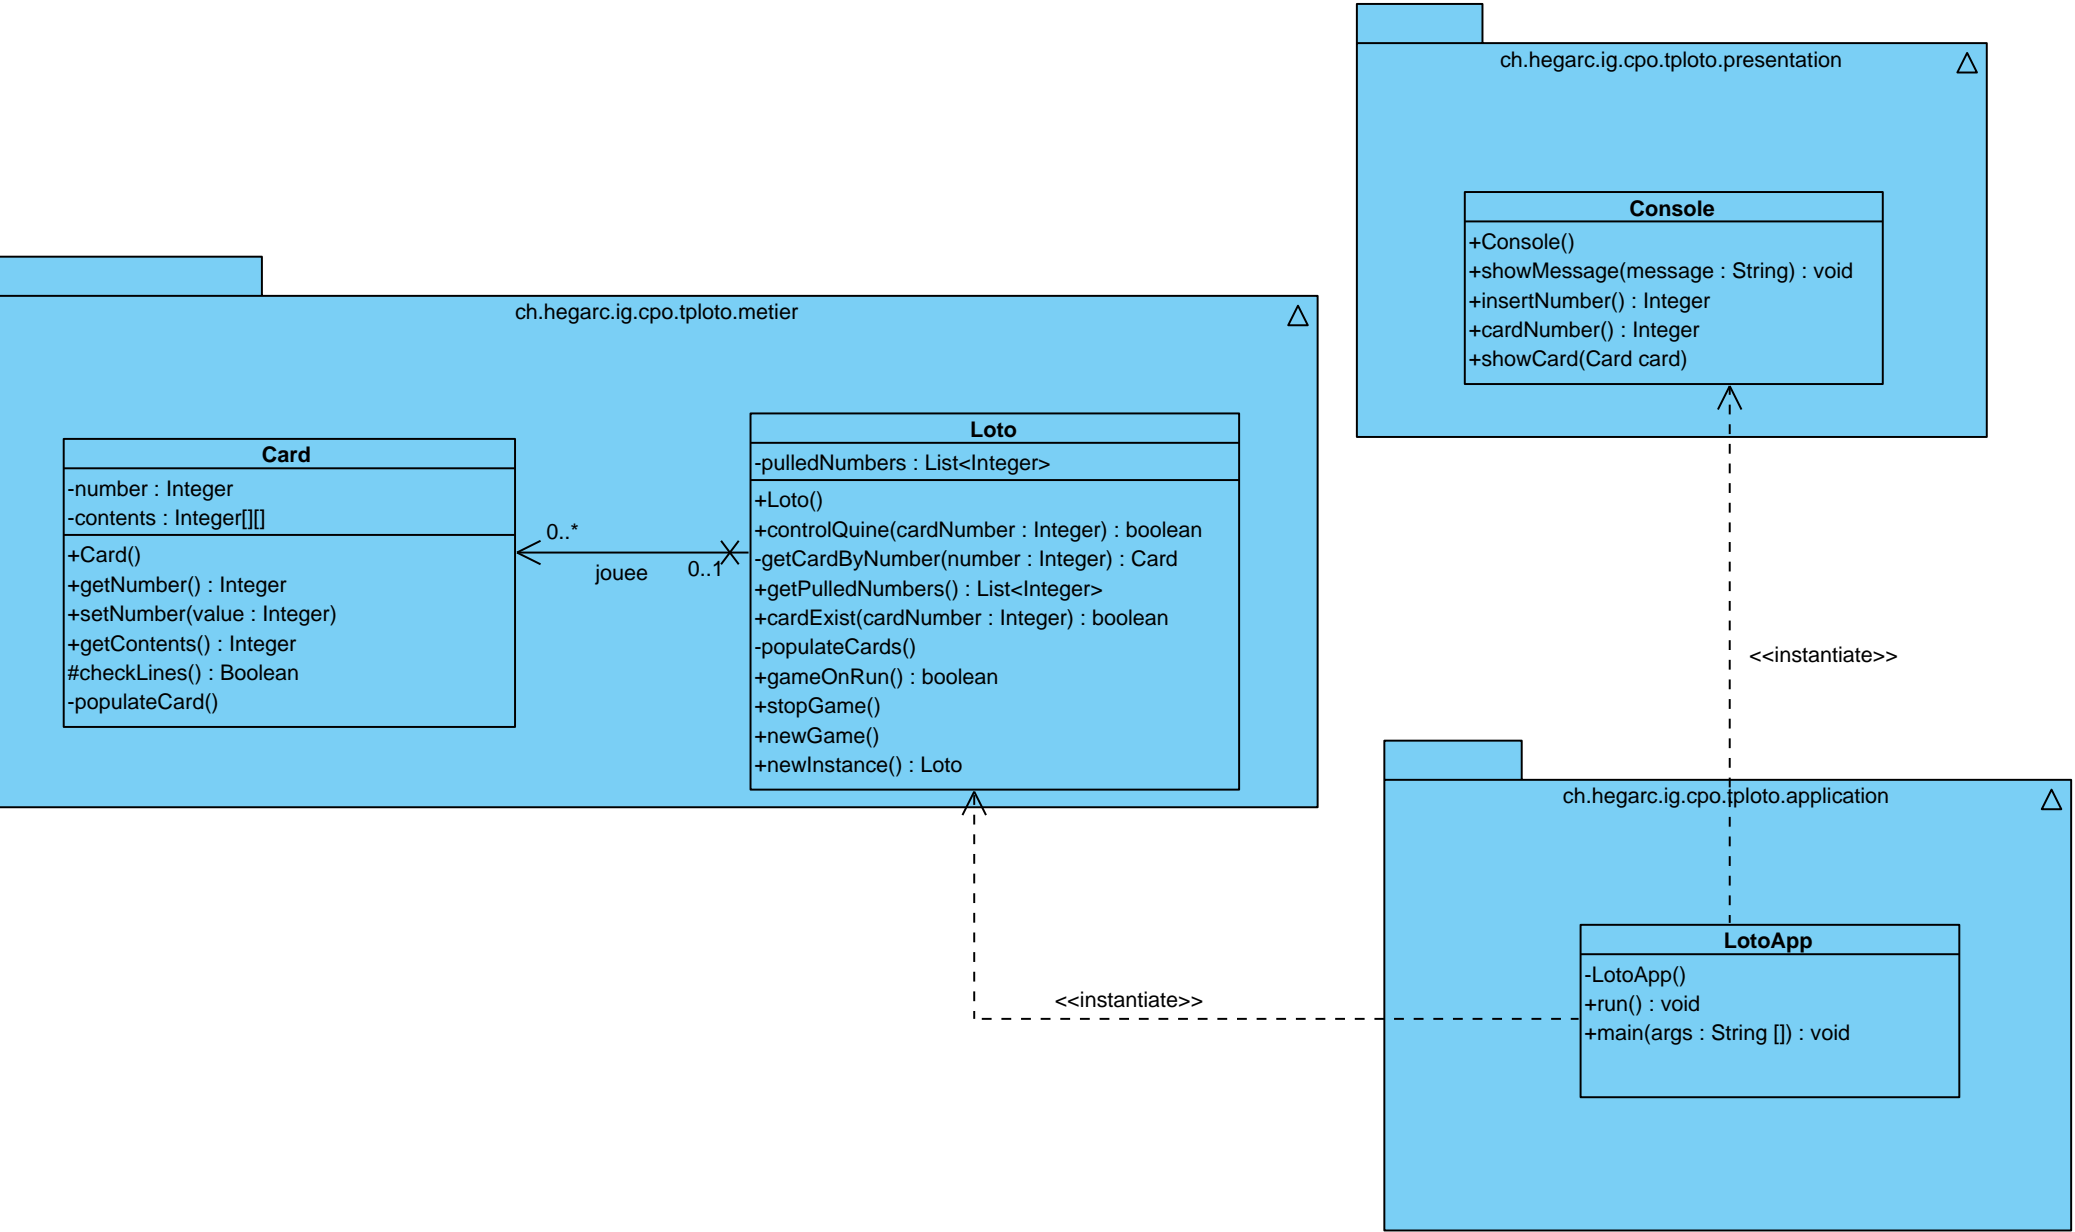 ch.hegarc.ig.cpo.tploto.presentation
Console
+Console()
+showMessage(message : String) : void
+insertNumber() : Integer
+cardNumber() : Integer
+showCard(Card card)
ch.hegarc.ig.cpo.tploto.metier
Card
-number : Integer
-contents : Integer[][]
+Card()
+getNumber() : Integer
+setNumber(value : Integer)
+getContents() : Integer
#checkLines() : Boolean
-populateCard()
0..*
jouee
0..1
Loto
-pulledNumbers : List<Integer>
+Loto()
+controlQuine(cardNumber : Integer) : boolean
-getCardByNumber(number : Integer) : Card
+getPulledNumbers() : List<Integer>
+cardExist(cardNumber : Integer) : boolean
-populateCards()
+gameOnRun() : boolean
+stopGame()
+newGame()
+newInstance() : Loto
<<instantiate>>
<<instantiate>>
ch.hegarc.ig.cpo.tploto.application
LotoApp
-LotoApp()
+run() : void
+main(args : String []) : void